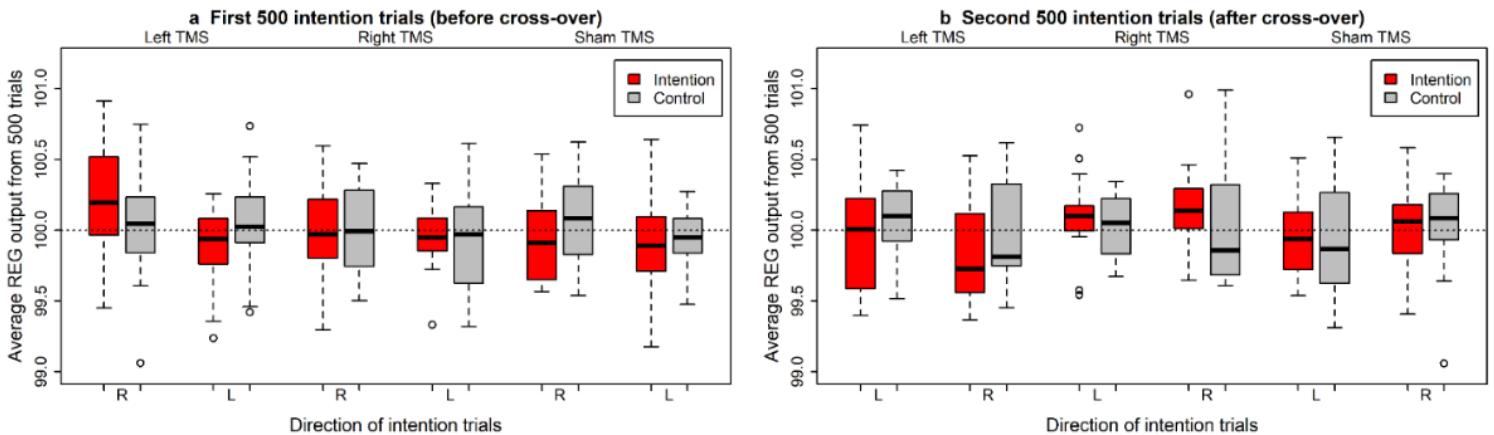 a First 500 intention trials (before cross-over)
Left TMS Right TMS Sham TMS
Average REG output from 500 trials
101.0
100.5
100.0
99.5
99.0
Intention
Control
R L R L R L
Direction of intention trials
b Second 500 intention trials (after cross-over)
Left TMS Right TMS Sham TMS
Average REG output from 500 trials
101.0
100.5
100.0
99.5
99.0
Intention
Control
L R L R L R
Direction of intention trials